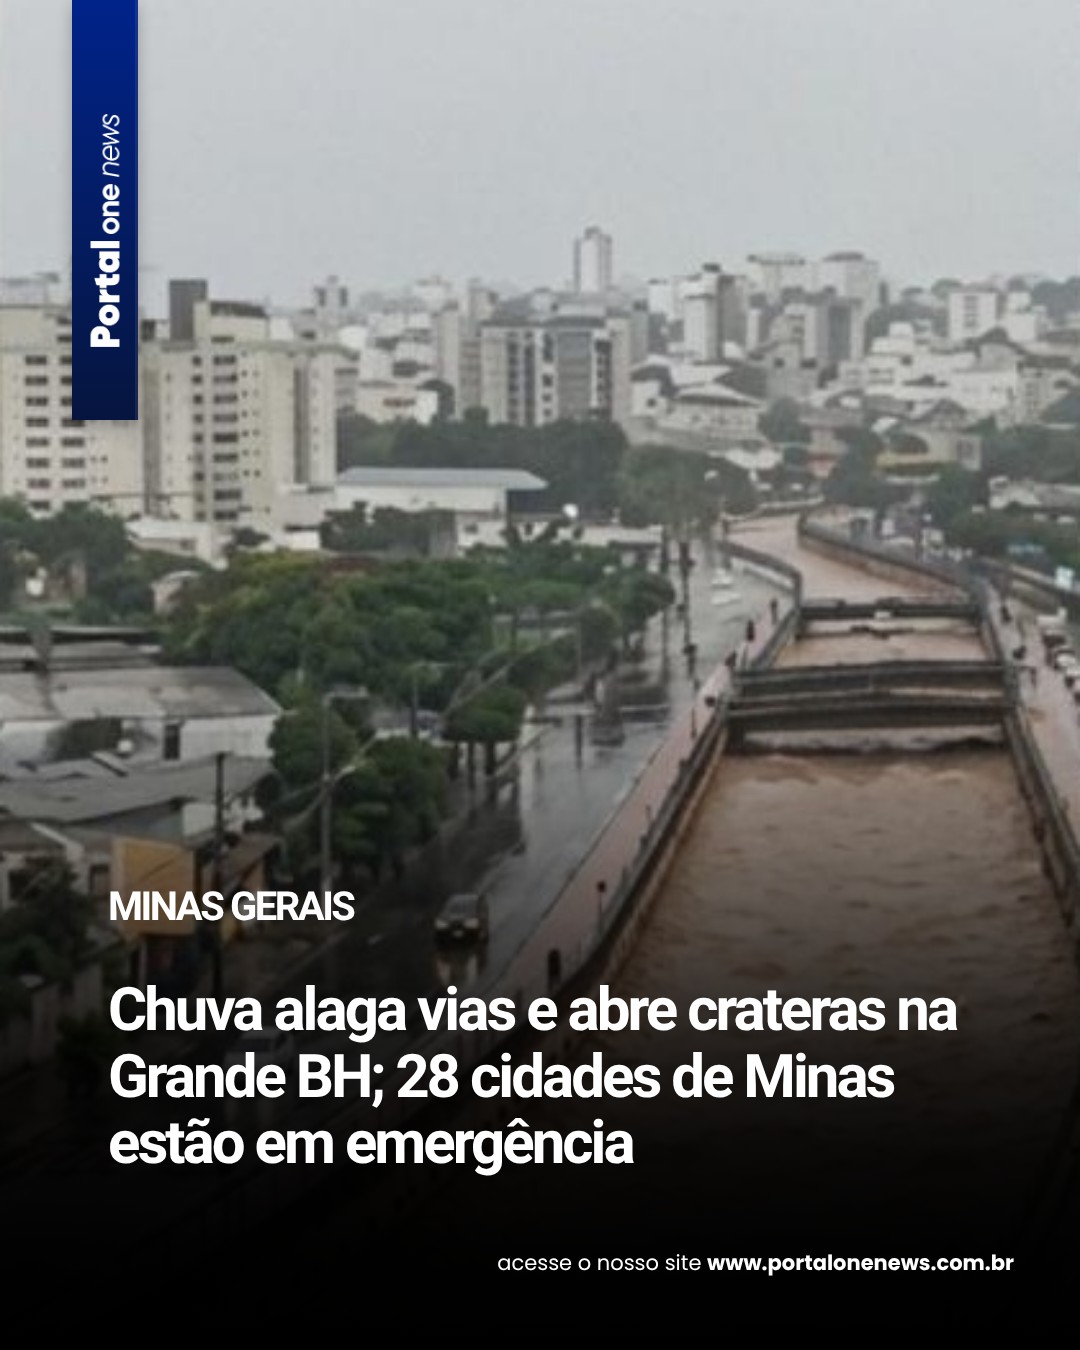 Portal one news
MINAS GERAIS
Chuva alaga vias e abre crateras na
Grande BH; 28 cidades de Minas
estão em emergência
acesse o nosso site www.portalonenews.com.br